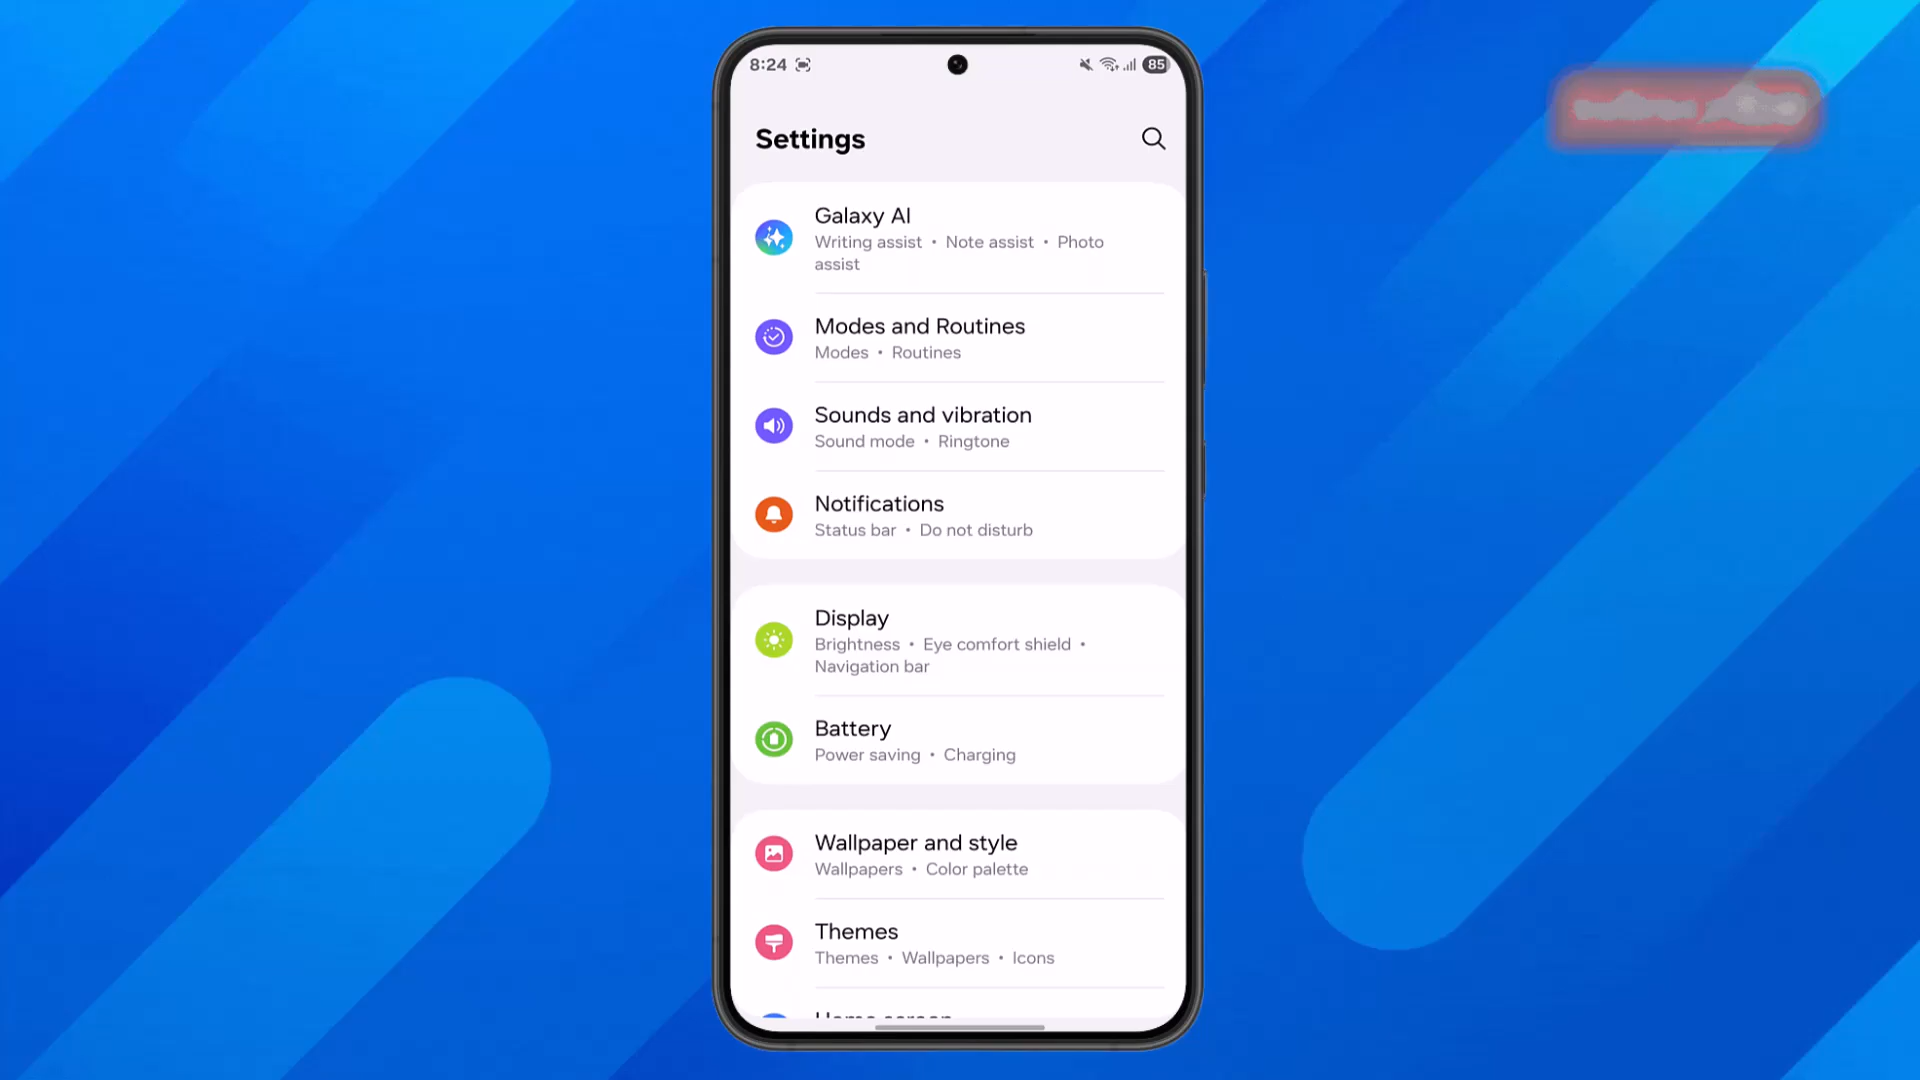 8:24
85
Settings
Galaxy AI
Writing assist • Note assist • Photo
assist
Modes and Routines
Modes • Routines
Sounds and vibration
Sound mode • Ringtone
Notifications
Status bar • Do not disturb
Display
Brightness • Eye comfort shield •
Navigation bar
Battery
Power saving • Charging
Wallpaper and style
Wallpapers • Color palette
Themes
Themes • Wallpapers • Icons
Home screen